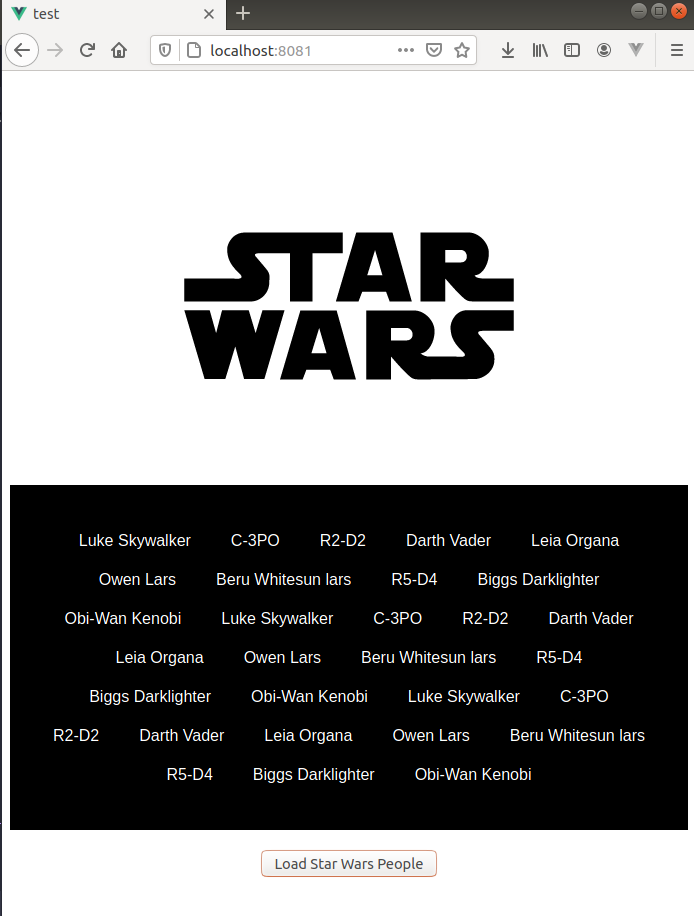 test
localhost:8081
STAR
WARS
Luke Skywalker C-3PO R2-D2 Darth Vader Leia Organa
Owen Lars Beru Whitesun lars R5-D4 Biggs Darklighter
Obi-Wan Kenobi Luke Skywalker C-3PO R2-D2 Darth Vader
Leia Organa Owen Lars Beru Whitesun lars R5-D4
Biggs Darklighter Obi-Wan Kenobi Luke Skywalker C-3PO
R2-D2 Darth Vader Leia Organa Owen Lars Beru Whitesun lars
R5-D4 Biggs Darklighter Obi-Wan Kenobi
Load Star Wars People